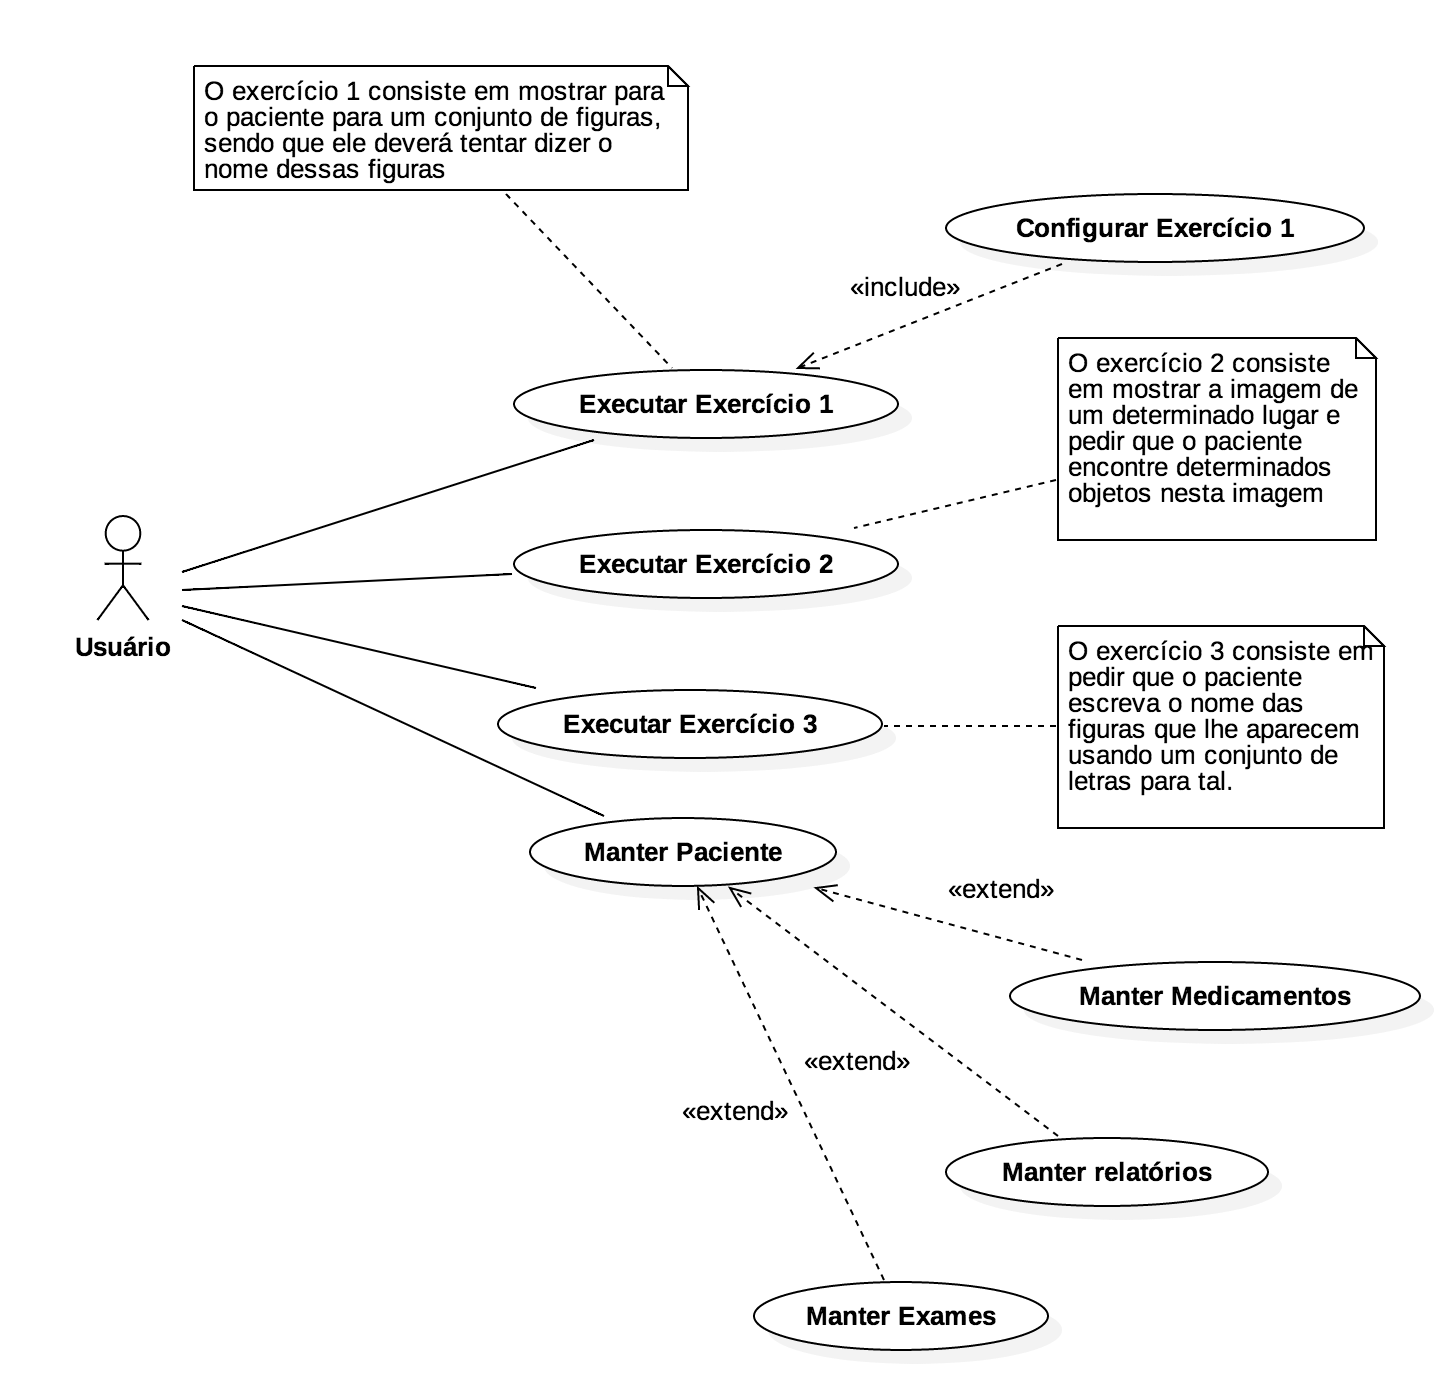 O exercício 1 consiste em mostrar para
o paciente para um conjunto de figuras,
sendo que ele deverá tentar dizer o
nome dessas figuras
Configurar Exercício 1
«include»
O exercício 2 consiste
em mostrar a imagem de
um determinado lugar e
pedir que o paciente
encontre determinados
objetos nesta imagem
Executar Exercício 1
Executar Exercício 2
Usuário
O exercício 3 consiste em
pedir que o paciente
escreva o nome das
figuras que lhe aparecem
usando um conjunto de
letras para tal.
Executar Exercício 3
Manter Paciente
«extend»
Manter Medicamentos
«extend»
«extend»
Manter relatórios
Manter Exames